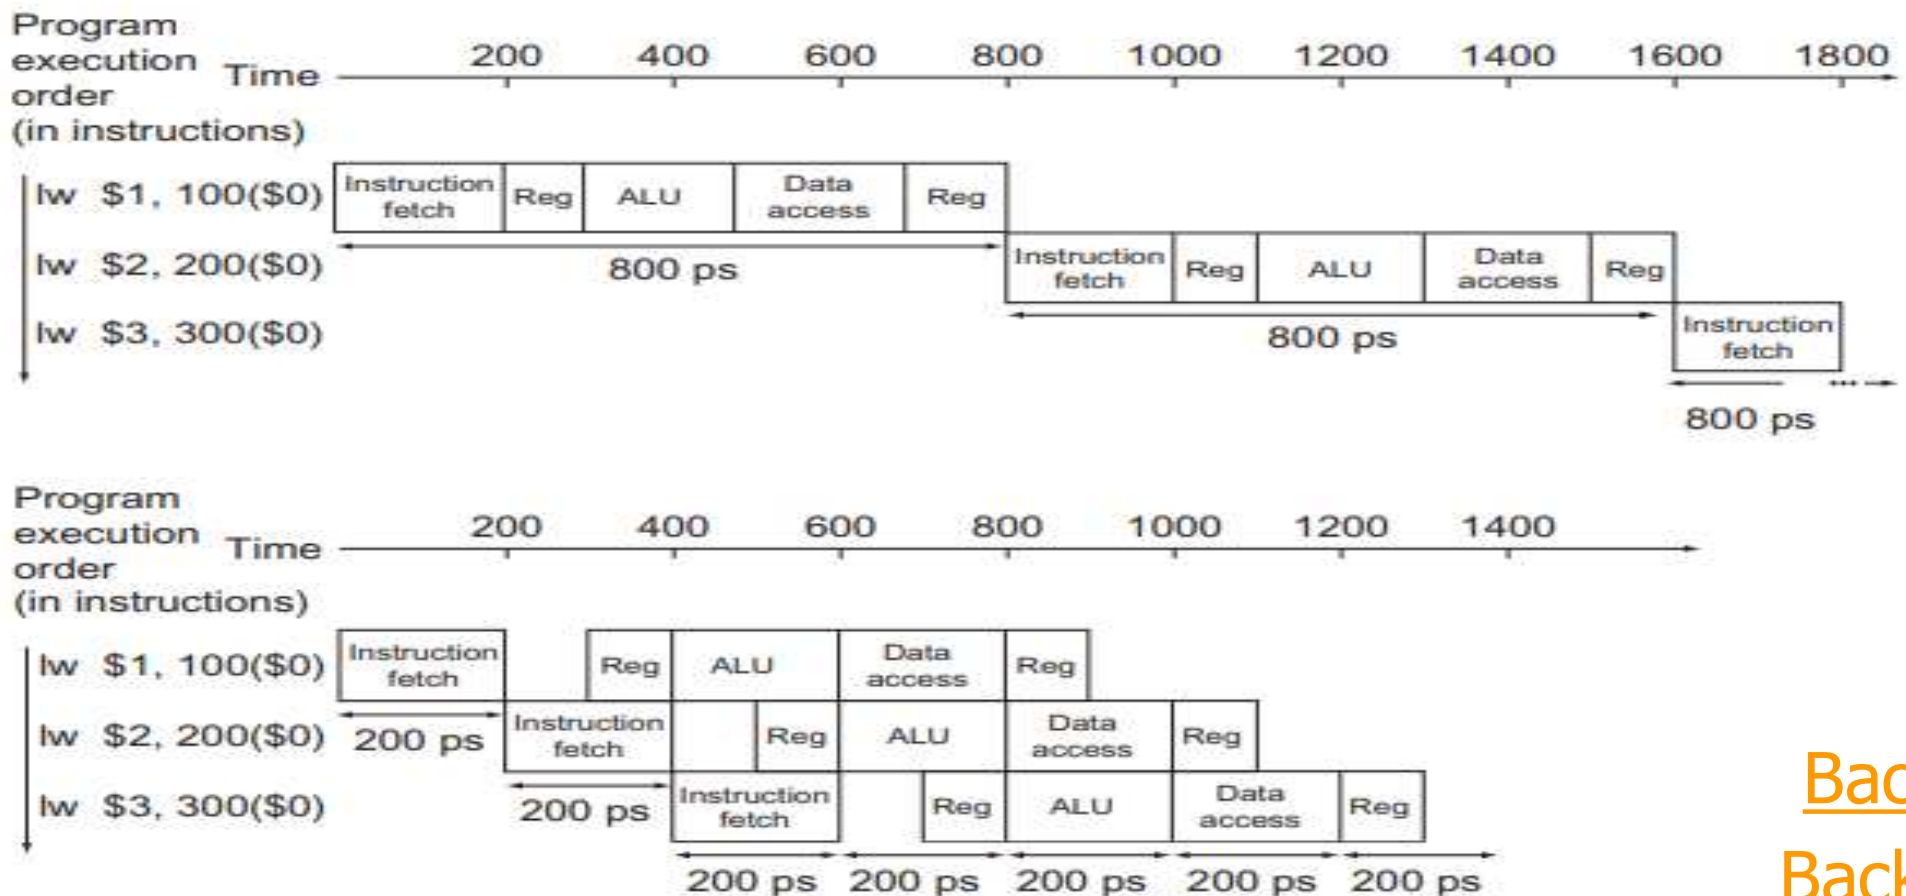 Program
execution
order
(in instructions)
Time
200 400 600 800 1000 1200 1400 1600 1800
lw $1, 100($0)
Instruction fetch
Reg
ALU
Data access
Reg
800 ps
lw $2, 200($0)
Instruction fetch
Reg
ALU
Data access
Reg
800 ps
lw $3, 300($0)
Instruction fetch
...
800 ps
Program
execution
order
(in instructions)
Time
200 400 600 800 1000 1200 1400
lw $1, 100($0)
Instruction fetch
Reg
ALU
Data access
Reg
lw $2, 200($0)
200 ps
Instruction fetch
Reg
ALU
Data access
Reg
lw $3, 300($0)
200 ps
Instruction fetch
Reg
ALU
Data access
Reg
200 ps 200 ps 200 ps 200 ps 200 ps
Back